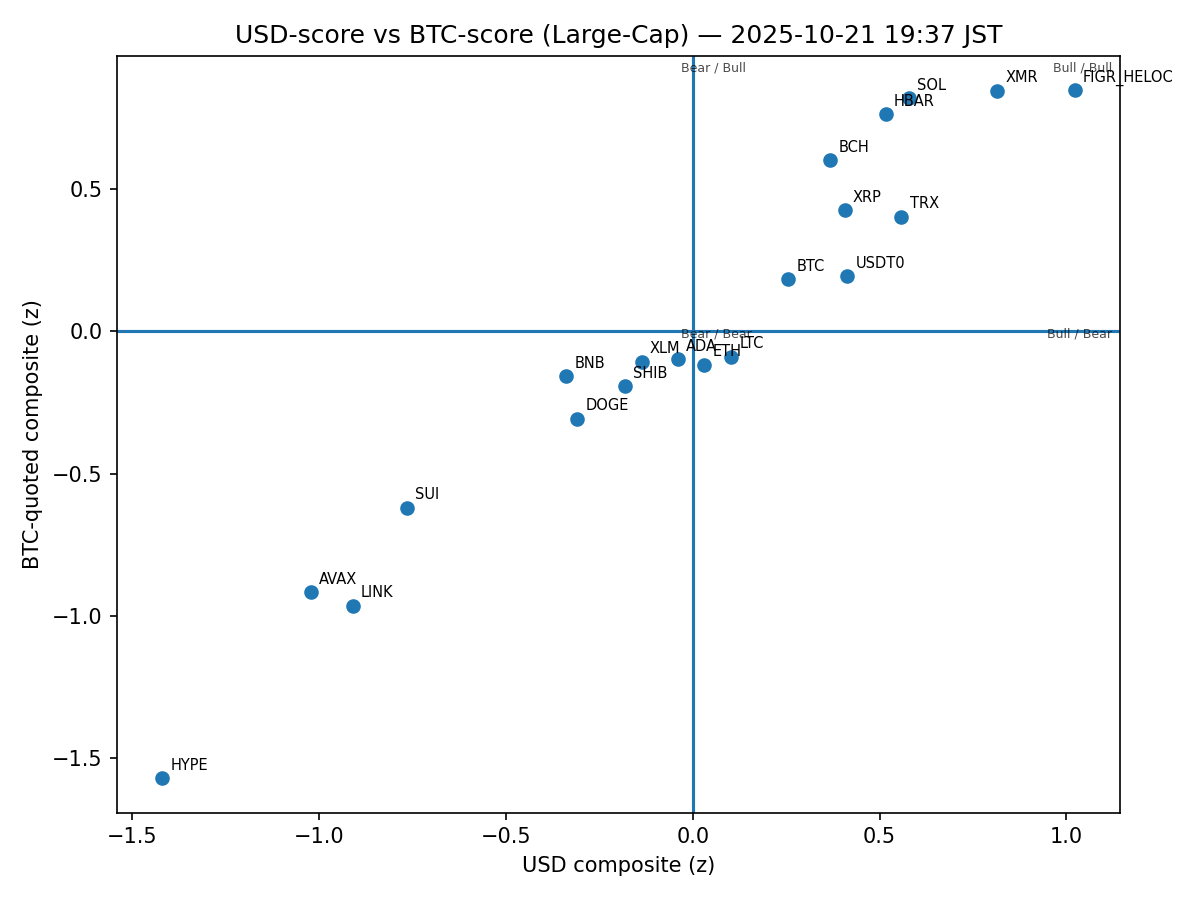 USD-score vs BTC-score (Large-Cap) — 2025-10-21 19:37 JST
Bear / Bull
Bull / Bull
FIGR_HELOC
XMR
SOL
HBAR
BCH
XRP
TRX
BTC
USDT0
Bear / Bear
Bull / Bear
LTC
ADA
ETH
XLM
BNB
SHIB
DOGE
SUI
AVAX
LINK
HYPE
0.5
0.0
−0.5
−1.0
−1.5
BTC-quoted composite (z)
−1.5
−1.0
−0.5
0.0
0.5
1.0
USD composite (z)